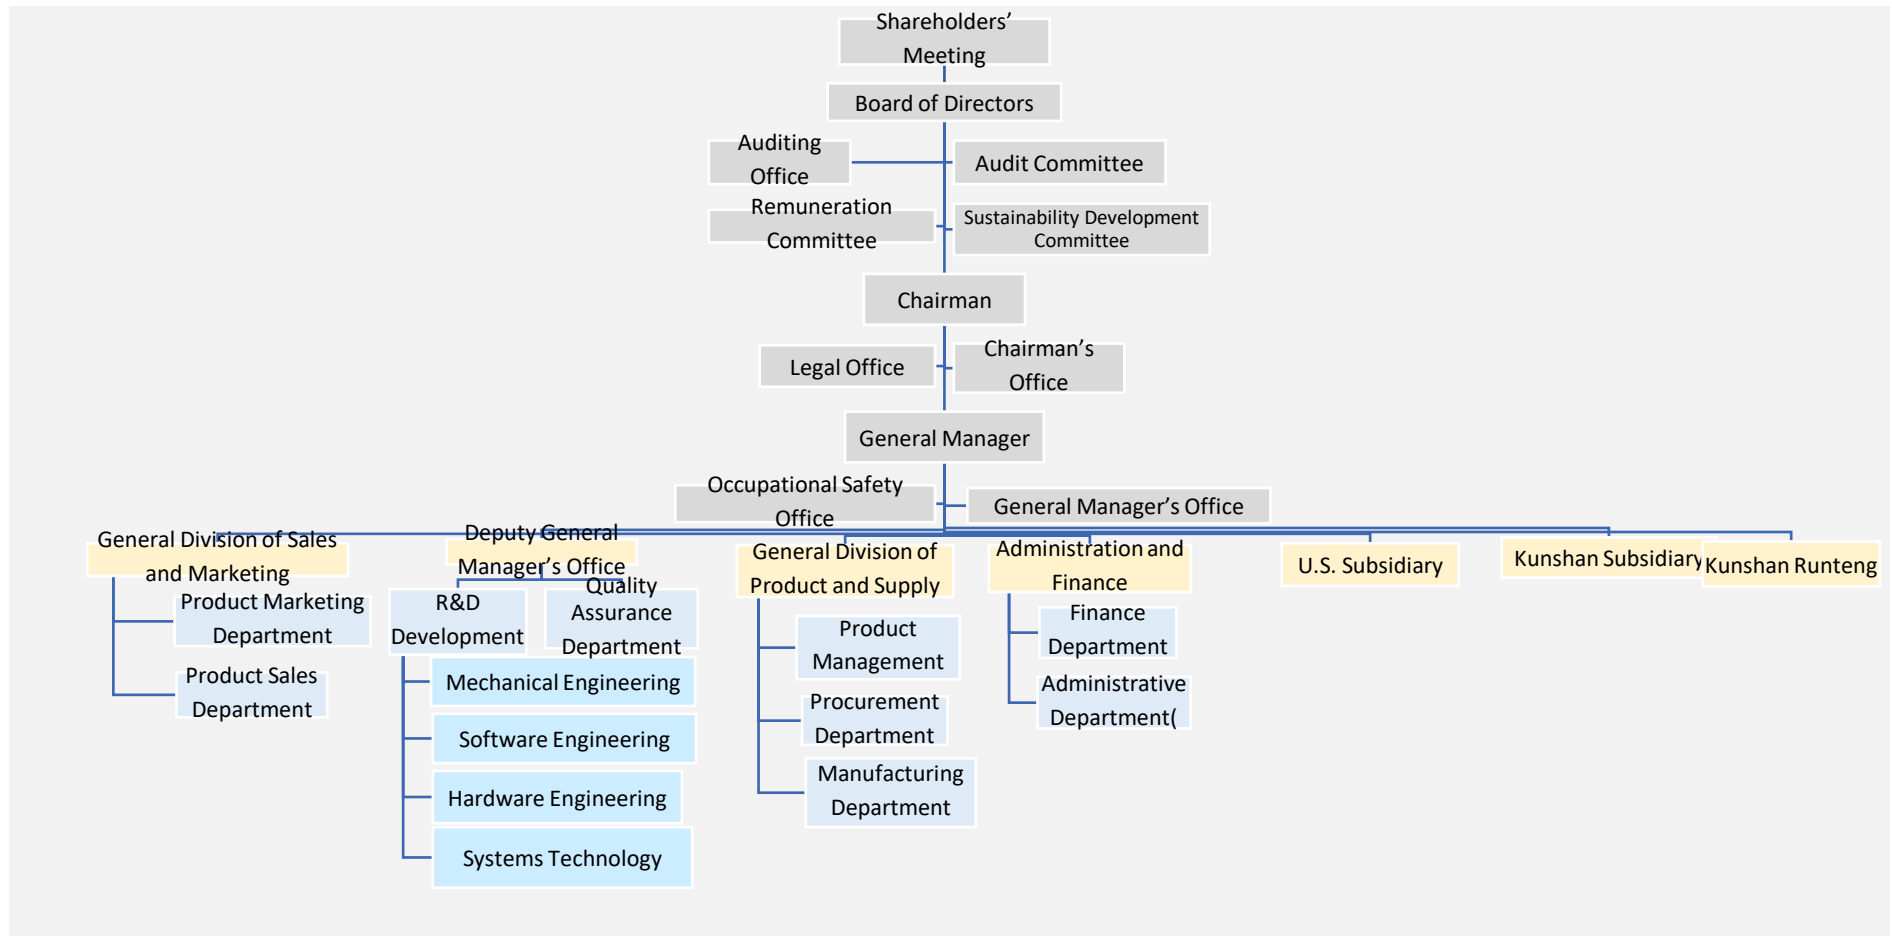 Shareholders’
Meeting
Board of Directors
Auditing
Office
Audit Committee
Remuneration
Committee
Sustainability Development
Committee
Chairman
Legal Office
Chairman’s
Office
General Manager
Occupational Safety
Office
General Manager’s Office
General Division of Sales
and Marketing
Product Marketing
Department
Product Sales
Department
Deputy General
Manager’s Office
R&D
Development
Quality
Assurance
Department
Mechanical Engineering
Software Engineering
Hardware Engineering
Systems Technology
General Division of
Product and Supply
Product
Management
Procurement
Department
Manufacturing
Department
Administration and
Finance
Finance
Department
Administrative
Department(
U.S. Subsidiary
Kunshan Subsidiary
Kunshan Runteng